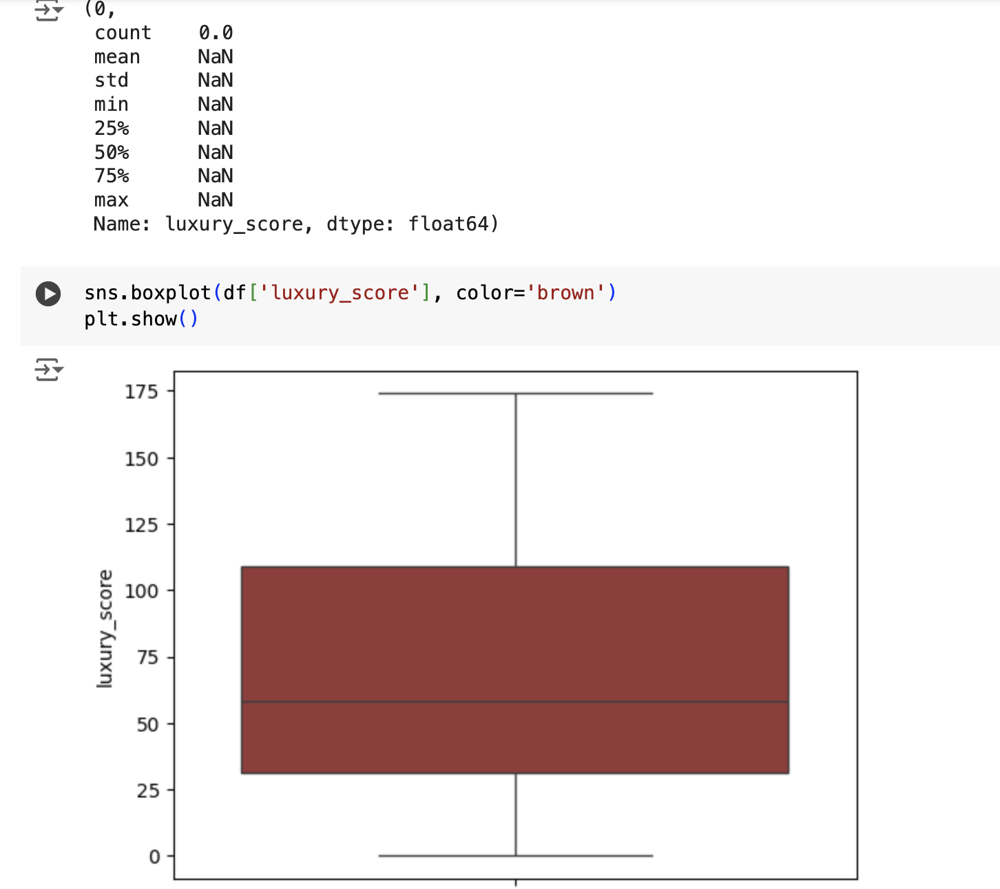 (0,
count 0.0
mean NaN
std NaN
min NaN
25% NaN
50% NaN
75% NaN
max NaN
Name: luxury_score, dtype: float64)
sns.boxplot(df['luxury_score'], color='brown')
plt.show()
175
150
125
100
75
50
25
0
luxury_score